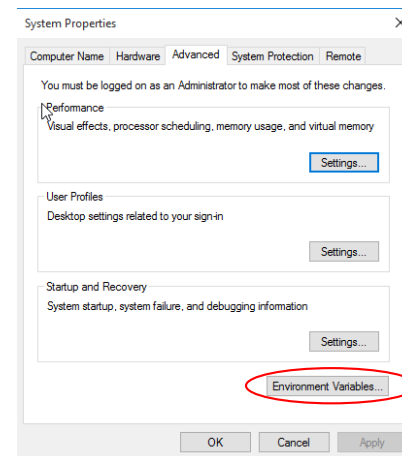 System Properties
Computer Name Hardware Advanced System Protection Remote
You must be logged on as an Administrator to make most of these changes.
Performance
Visual effects, processor scheduling, memory usage, and virtual memory
Settings...
User Profiles
Desktop settings related to your sign-in
Settings...
Startup and Recovery
System startup, system failure, and debugging information
Settings...
Environment Variables...
OK Cancel Apply